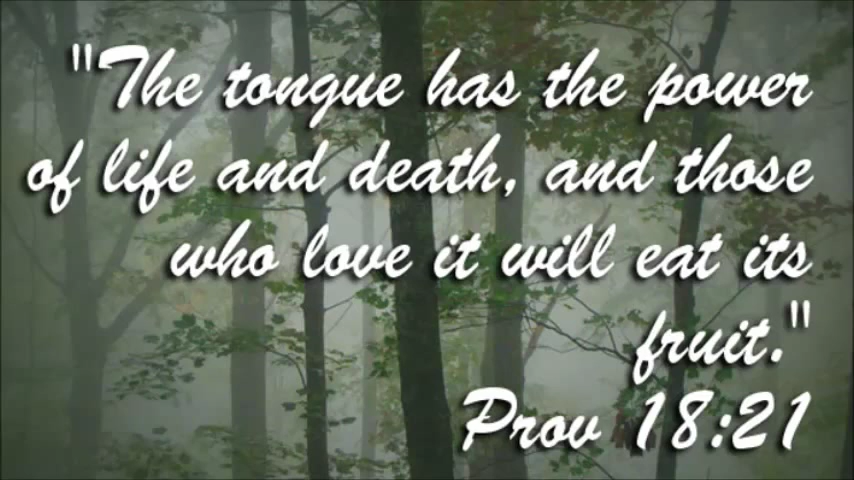 "The tongue has the power
of life and death, and those
who love it will eat its
fruit."
Prov 18:21